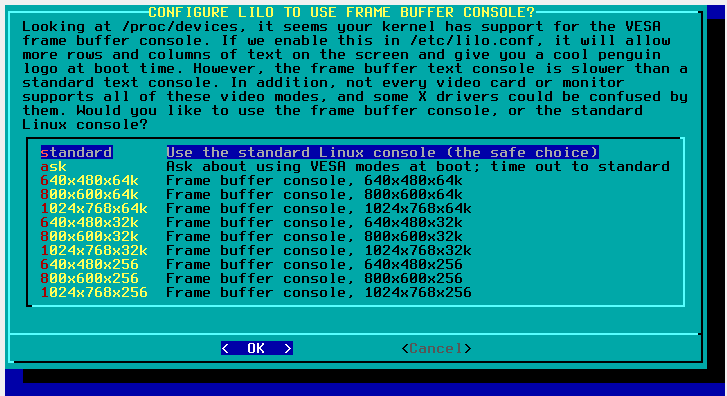 CONFIGURE LILO TO USE FRAME BUFFER CONSOLE?
Looking at /proc/devices, it seems your kernel has support for the VESA
frame buffer console. If we enable this in /etc/lilo.conf, it will allow
more rows and columns of text on the screen and give you a cool penguin
logo at boot time. However, the frame buffer text console is slower than a
standard text console. In addition, not every video card or monitor
supports all of these video modes, and some X drivers could be confused by
them. Would you like to use the frame buffer console, or the standard
Linux console?
standard Use the standard Linux console (the safe choice)
ask Ask about using VESA modes at boot; time out to standard
640x480x64k Frame buffer console, 640x480x64k
800x600x64k Frame buffer console, 800x600x64k
1024x768x64k Frame buffer console, 1024x768x64k
640x480x32k Frame buffer console, 640x480x32k
800x600x32k Frame buffer console, 800x600x32k
1024x768x32k Frame buffer console, 1024x768x32k
640x480x256 Frame buffer console, 640x480x256
800x600x256 Frame buffer console, 800x600x256
1024x768x256 Frame buffer console, 1024x768x256
< OK > <Cancel>